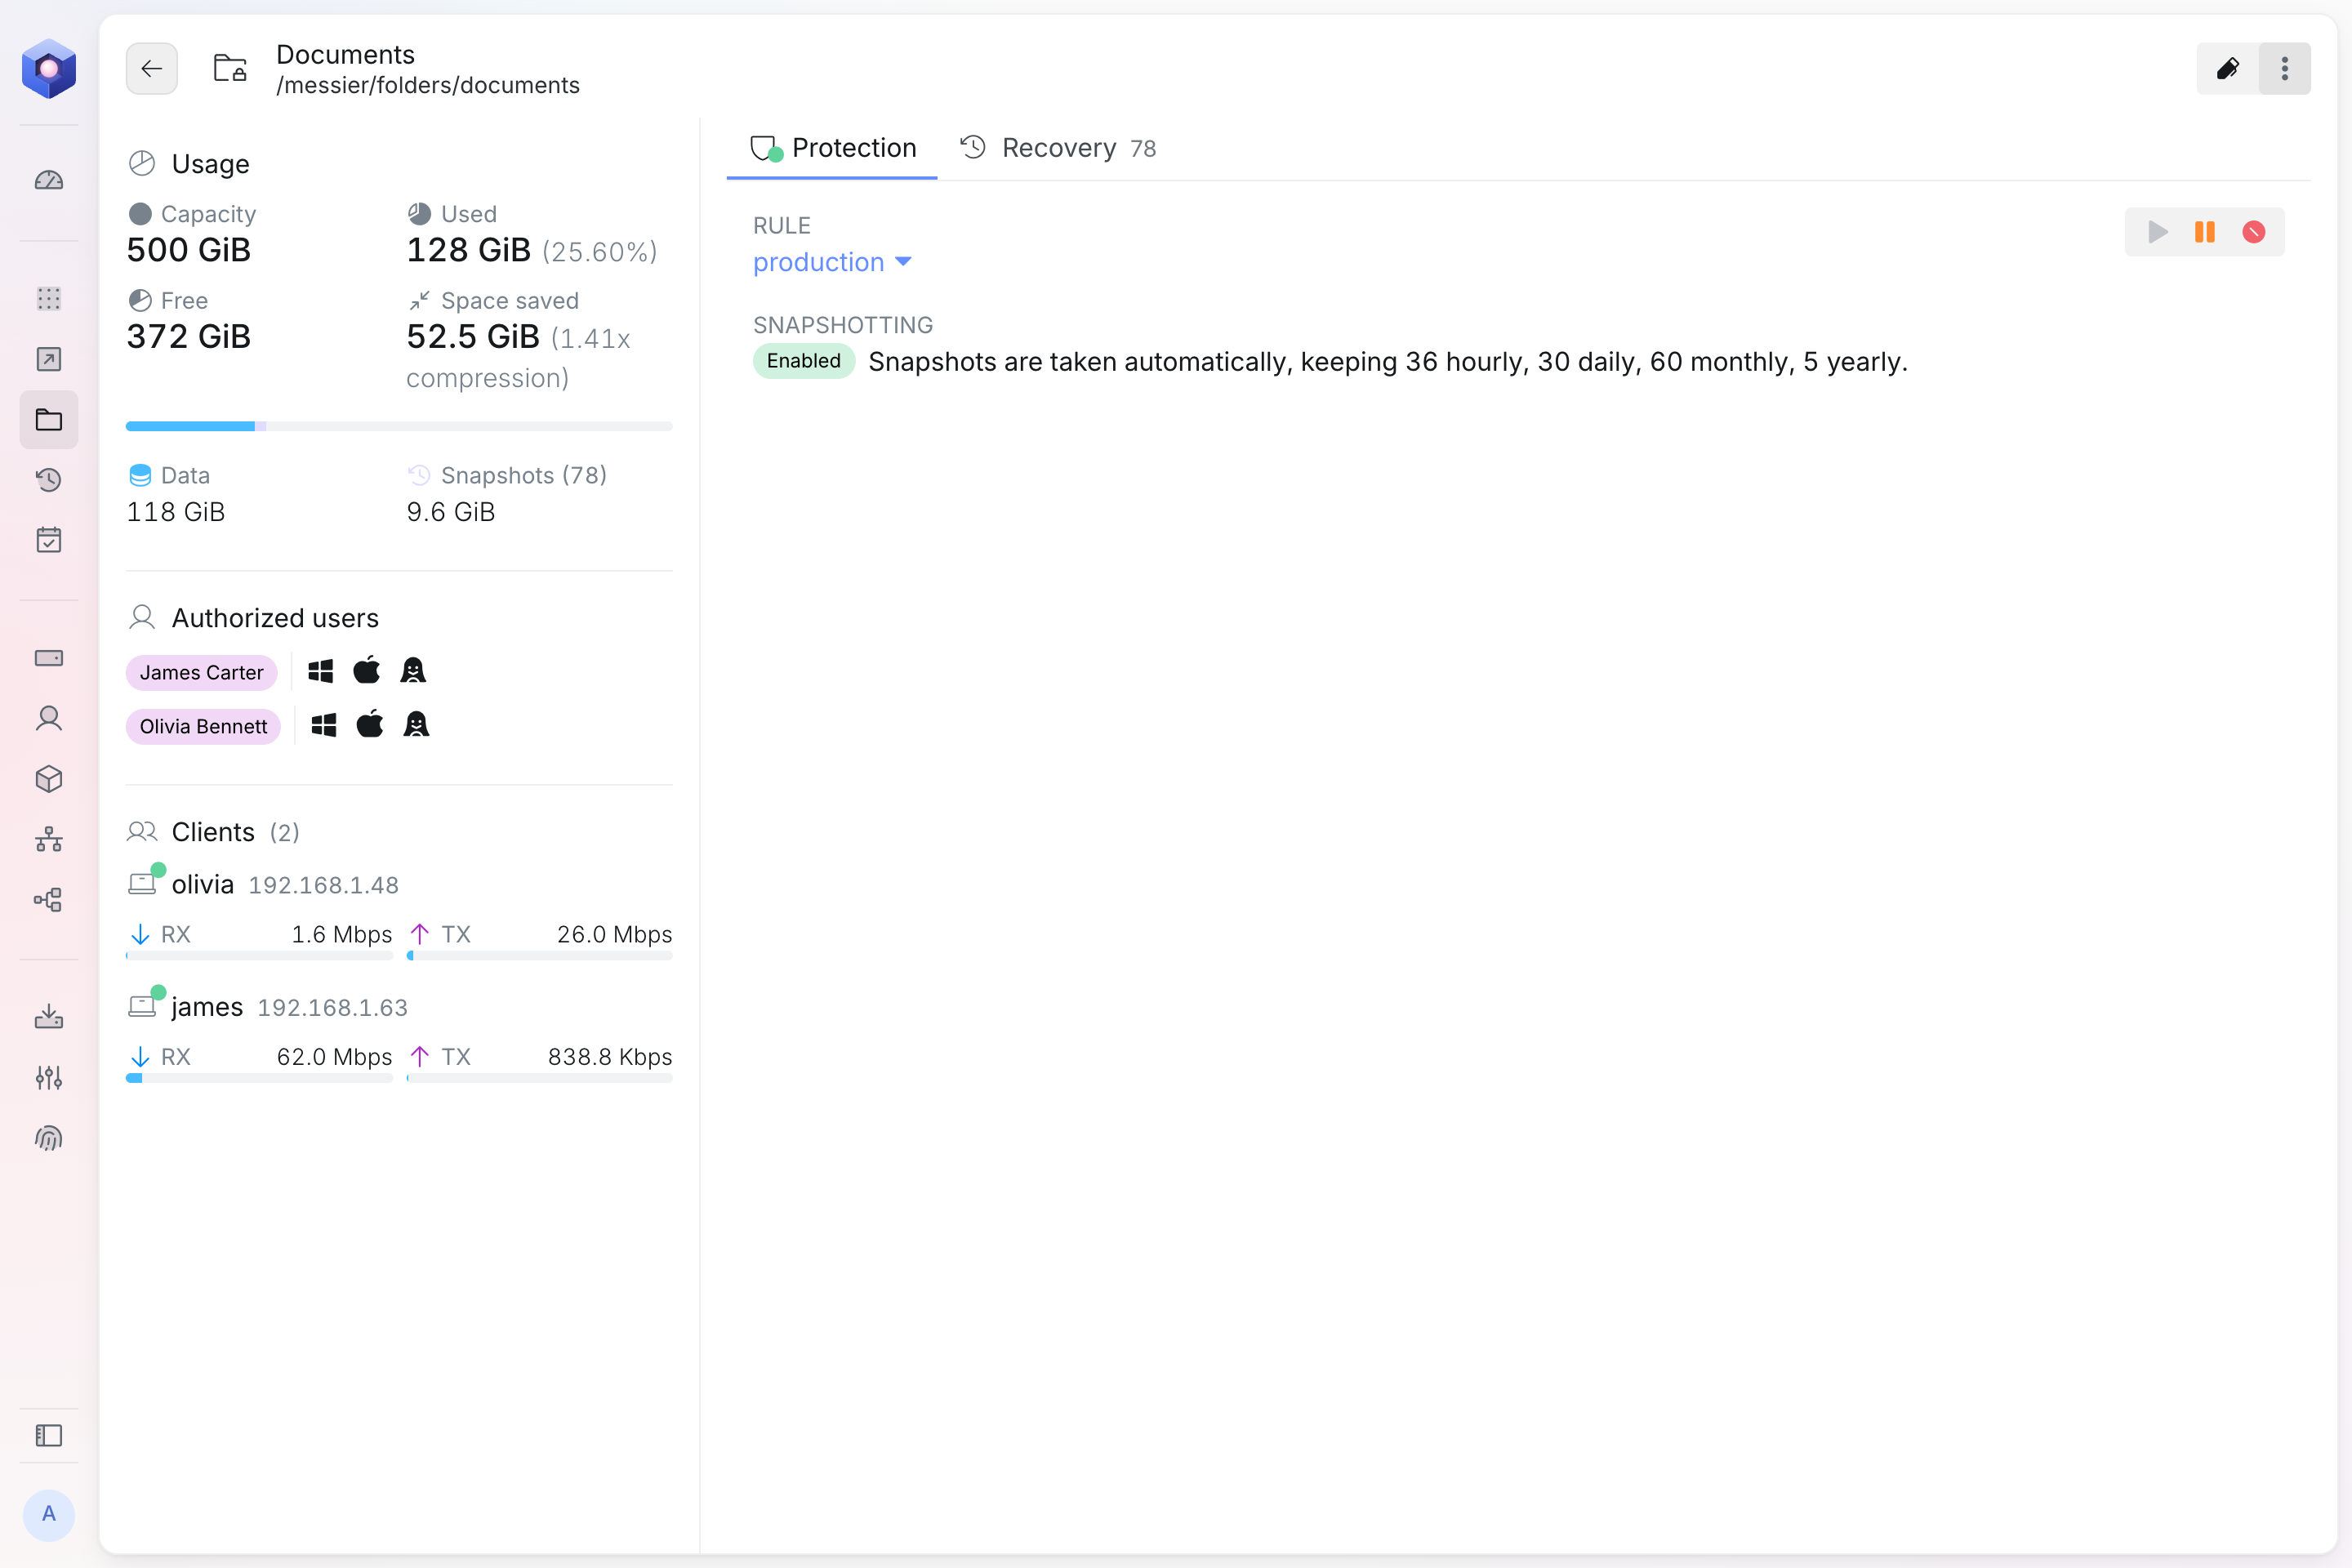 Documents
/messier/folders/documents
Usage
Capacity
500 GiB
Used
128 GiB (25.60%)
Free
372 GiB
Space saved
52.5 GiB (1.41x
compression)
Data
118 GiB
Snapshots (78)
9.6 GiB
Authorized users
James Carter
Olivia Bennett
Clients (2)
olivia 192.168.1.48
RX 1.6 Mbps TX 26.0 Mbps
james 192.168.1.63
RX 62.0 Mbps TX 838.8 Kbps
A
Protection Recovery 78
RULE
production
SNAPSHOTTING
Enabled Snapshots are taken automatically, keeping 36 hourly, 30 daily, 60 monthly, 5 yearly.